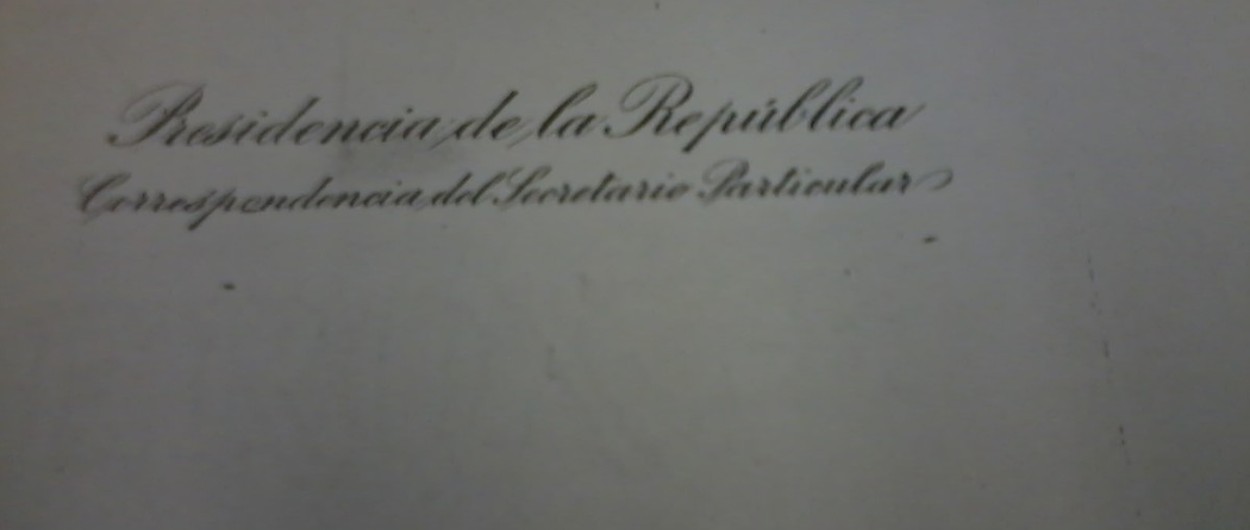 Presidencia de la República
Correspondencia del Secretario Particular